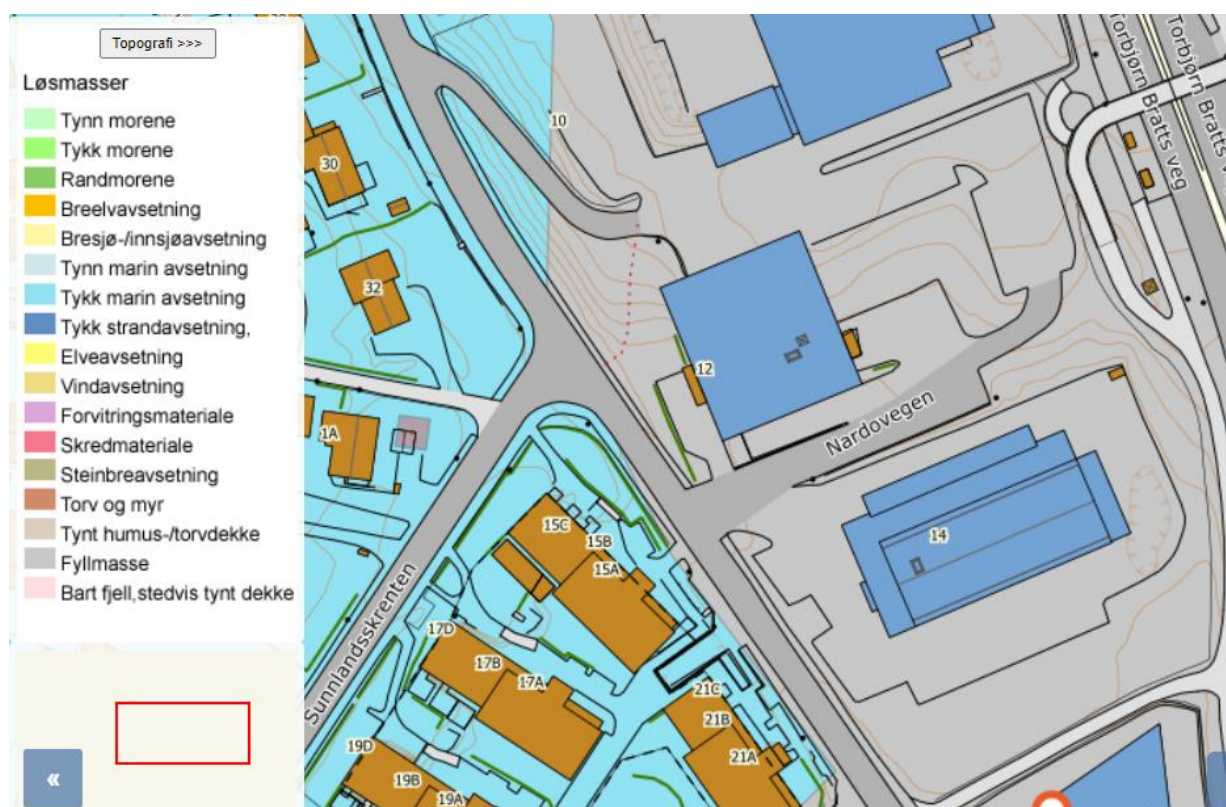 Topografi >>>
Løsmasser
Tynn morene
Tykk morene
Randmorene
Breelvavsetning
Bresjø-/innsjøavsetning
Tynn marin avsetning
Tykk marin avsetning
Tykk strandavsetning,
Elveavsetning
Vindavsetning
Forvitringsmateriale
Skredmateriale
Steinbreavsetning
Torv og myr
Tynt humus-/torvdekke
Fyllmasse
Bart fjell,stedvis tynt dekke
«
10
30
32
1A
12
14
15C
15B
15A
17D
17B
17A
19D
19B
19A
21C
21B
21A
Sunnlandsskrenten
Nardovegen
Torbjørn Bratts veg
Torbjørn Bratts v